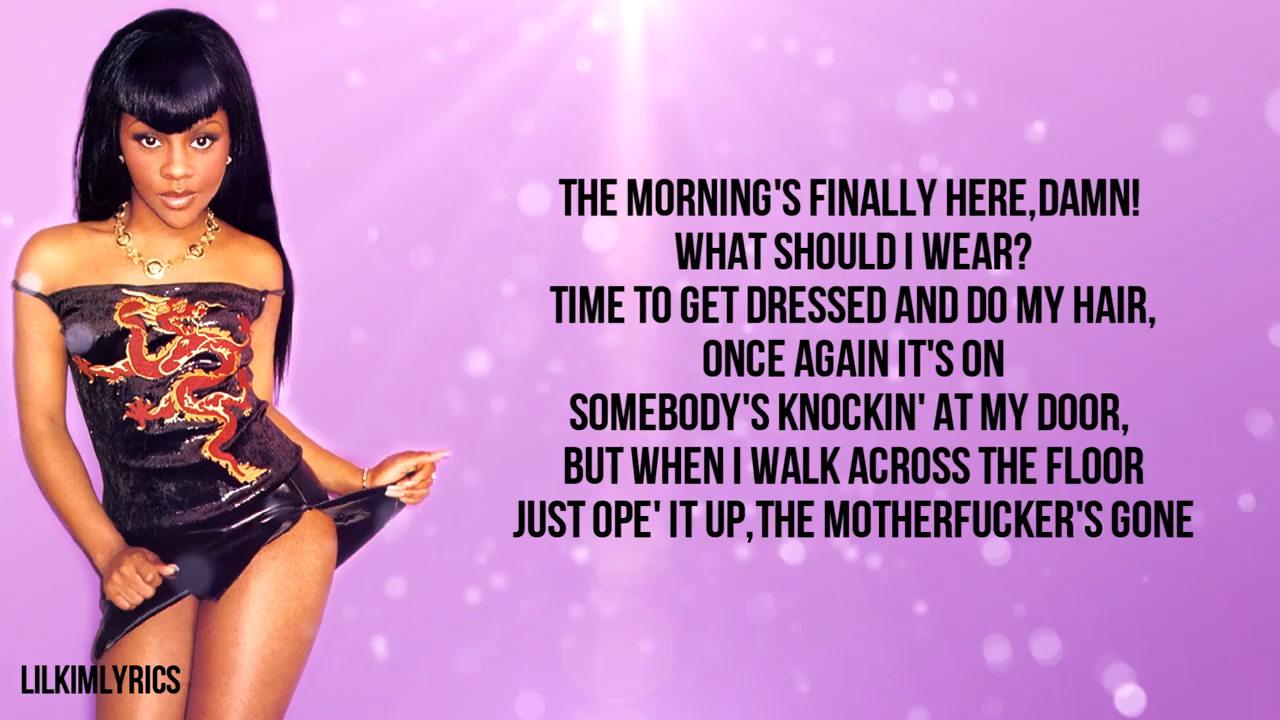 THE MORNING'S FINALLY HERE,DAMN!
WHAT SHOULD I WEAR?
TIME TO GET DRESSED AND DO MY HAIR,
ONCE AGAIN IT'S ON
SOMEBODY'S KNOCKIN' AT MY DOOR,
BUT WHEN I WALK ACROSS THE FLOOR
JUST OPE' IT UP,THE MOTHERFUCKER'S GONE
LILKIMLYRICS